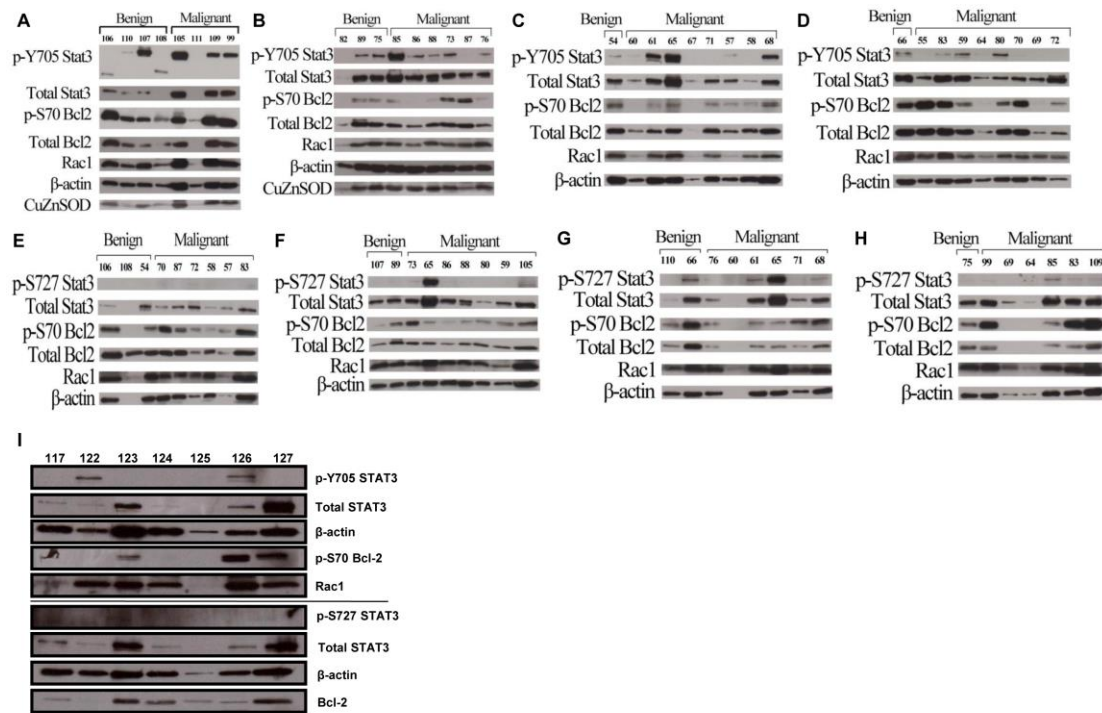 A Benign Malignant
106 110 107 108 105 111 109 99
p-Y705 Stat3
Total Stat3
p-S70 Bcl2
Total Bcl2
Rac1
β-actin
CuZnSOD
B Benign Malignant
82 89 75 85 86 88 73 87 76
p-Y705 Stat3
Total Stat3
p-S70 Bcl2
Total Bcl2
Rac1
β-actin
CuZnSOD
C Benign Malignant
54 60 61 65 67 71 57 58 68
p-Y705 Stat3
Total Stat3
p-S70 Bcl2
Total Bcl2
Rac1
β-actin
D Benign Malignant
66 55 83 59 64 80 70 69 72
p-Y705 Stat3
Total Stat3
p-S70 Bcl2
Total Bcl2
Rac1
β-actin
E Benign Malignant
106 108 54 70 87 72 58 57 83
p-S727 Stat3
Total Stat3
p-S70 Bcl2
Total Bcl2
Rac1
β-actin
F Benign Malignant
107 89 73 65 86 88 80 59 105
p-S727 Stat3
Total Stat3
p-S70 Bcl2
Total Bcl2
Rac1
β-actin
G Benign Malignant
110 66 76 60 61 65 71 68
p-S727 Stat3
Total Stat3
p-S70 Bcl2
Total Bcl2
Rac1
β-actin
H Benign Malignant
75 99 69 64 85 83 109
p-S727 Stat3
Total Stat3
p-S70 Bcl2
Total Bcl2
Rac1
β-actin
I
117 122 123 124 125 126 127
p-Y705 STAT3
Total STAT3
β-actin
p-S70 Bcl-2
Rac1
p-S727 STAT3
Total STAT3
β-actin
Bcl-2